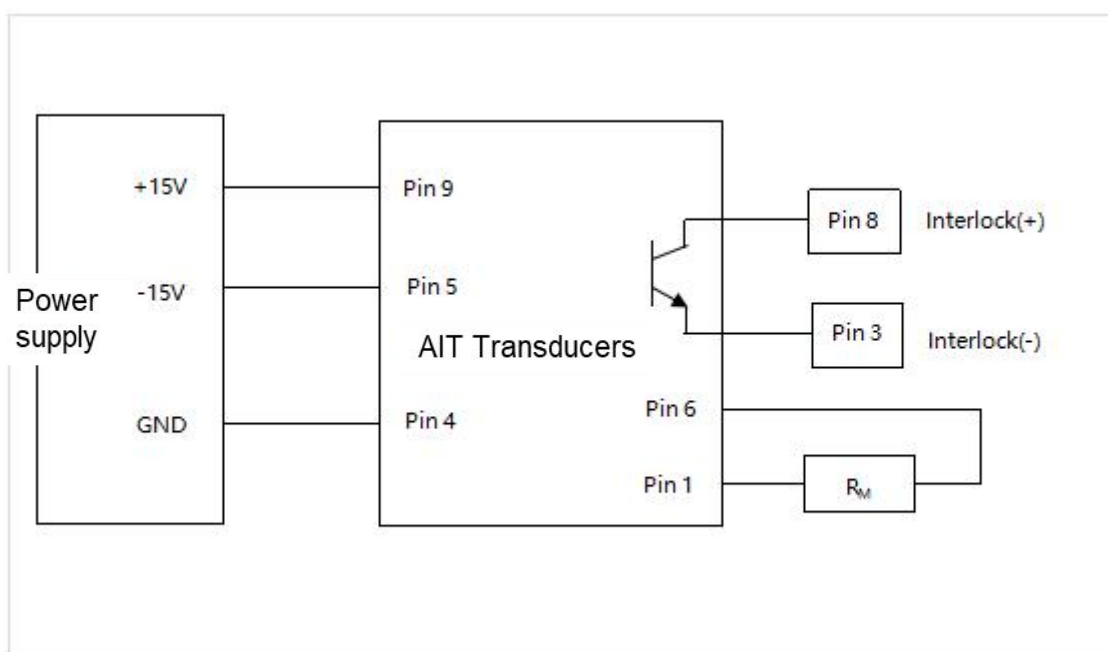 Power
supply
+15V
-15V
GND
Pin 9
Pin 5
Pin 4
AIT Transducers
Pin 6
Pin 1
Pin 8
Interlock(+)
Pin 3
Interlock(-)
RM